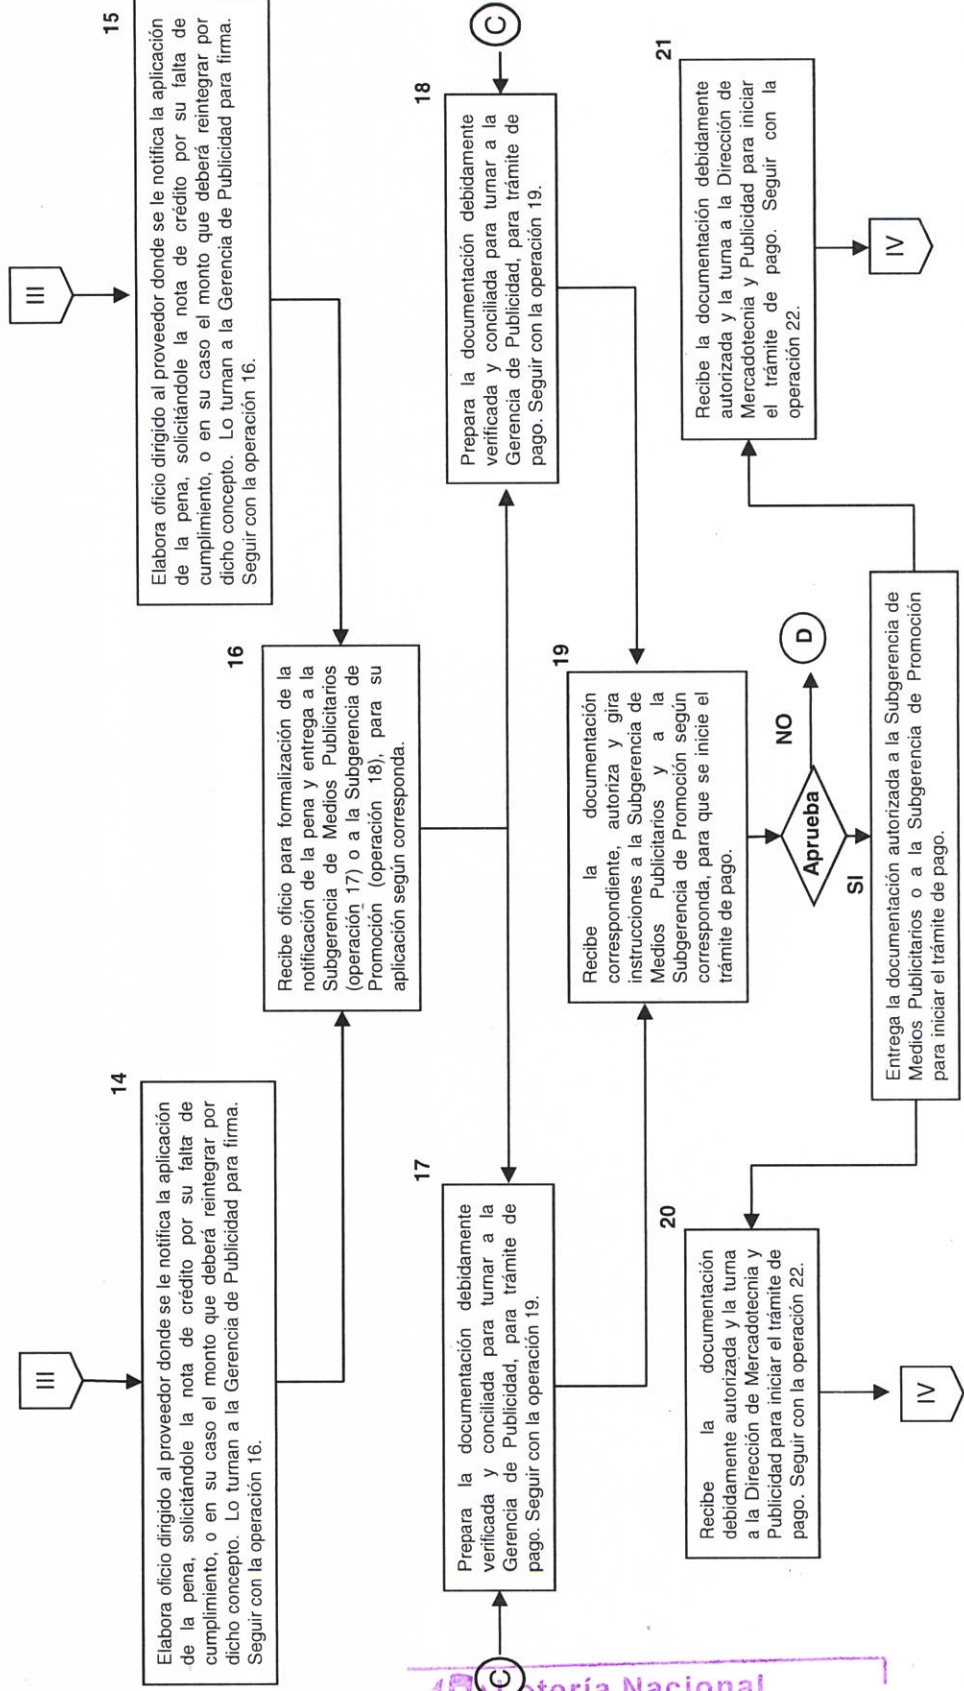 III
III
14
Elabora oficio dirigido al proveedor donde se le notifica la aplicación
de la pena, solicitándole la nota de crédito por su falta de
cumplimiento, o en su caso el monto que deberá reintegrar por
dicho concepto. Lo turnan a la Gerencia de Publicidad para firma.
Seguir con la operación 16.
15
Elabora oficio dirigido al proveedor donde se le notifica la aplicación
de la pena, solicitándole la nota de crédito por su falta de
cumplimiento, o en su caso el monto que deberá reintegrar por
dicho concepto. Lo turnan a la Gerencia de Publicidad para firma.
Seguir con la operación 16.
16
Recibe oficio para formalización de la
notificación de la pena y entrega a la
Subgerencia de Medios Publicitarios
(operación 17) o a la Subgerencia de
Promoción (operación 18), para su
aplicación según corresponda.
C
17
Prepara la documentación debidamente
verificada y conciliada para turnar a la
Gerencia de Publicidad, para trámite de
pago. Seguir con la operación 19.
18
C
Prepara la documentación debidamente
verificada y conciliada para turnar a la
Gerencia de Publicidad, para trámite de
pago. Seguir con la operación 19.
19
Recibe la documentación
correspondiente, autoriza y gira
instrucciones a la Subgerencia de
Medios Publicitarios y a la
Subgerencia de Promoción según
corresponda, para que se inicie el
trámite de pago.
Aprueba
NO
D
SI
Entrega la documentación autorizada a la Subgerencia de
Medios Publicitarios o a la Subgerencia de Promoción
para iniciar el trámite de pago.
20
Recibe la documentación
debidamente autorizada y la turna
a la Dirección de Mercadotecnia y
Publicidad para iniciar el trámite de
pago. Seguir con la operación 22.
21
Recibe la documentación debidamente
autorizada y la turna a la Dirección de
Mercadotecnia y Publicidad para iniciar
el trámite de pago. Seguir con la
operación 22.
IV
IV
Nacional